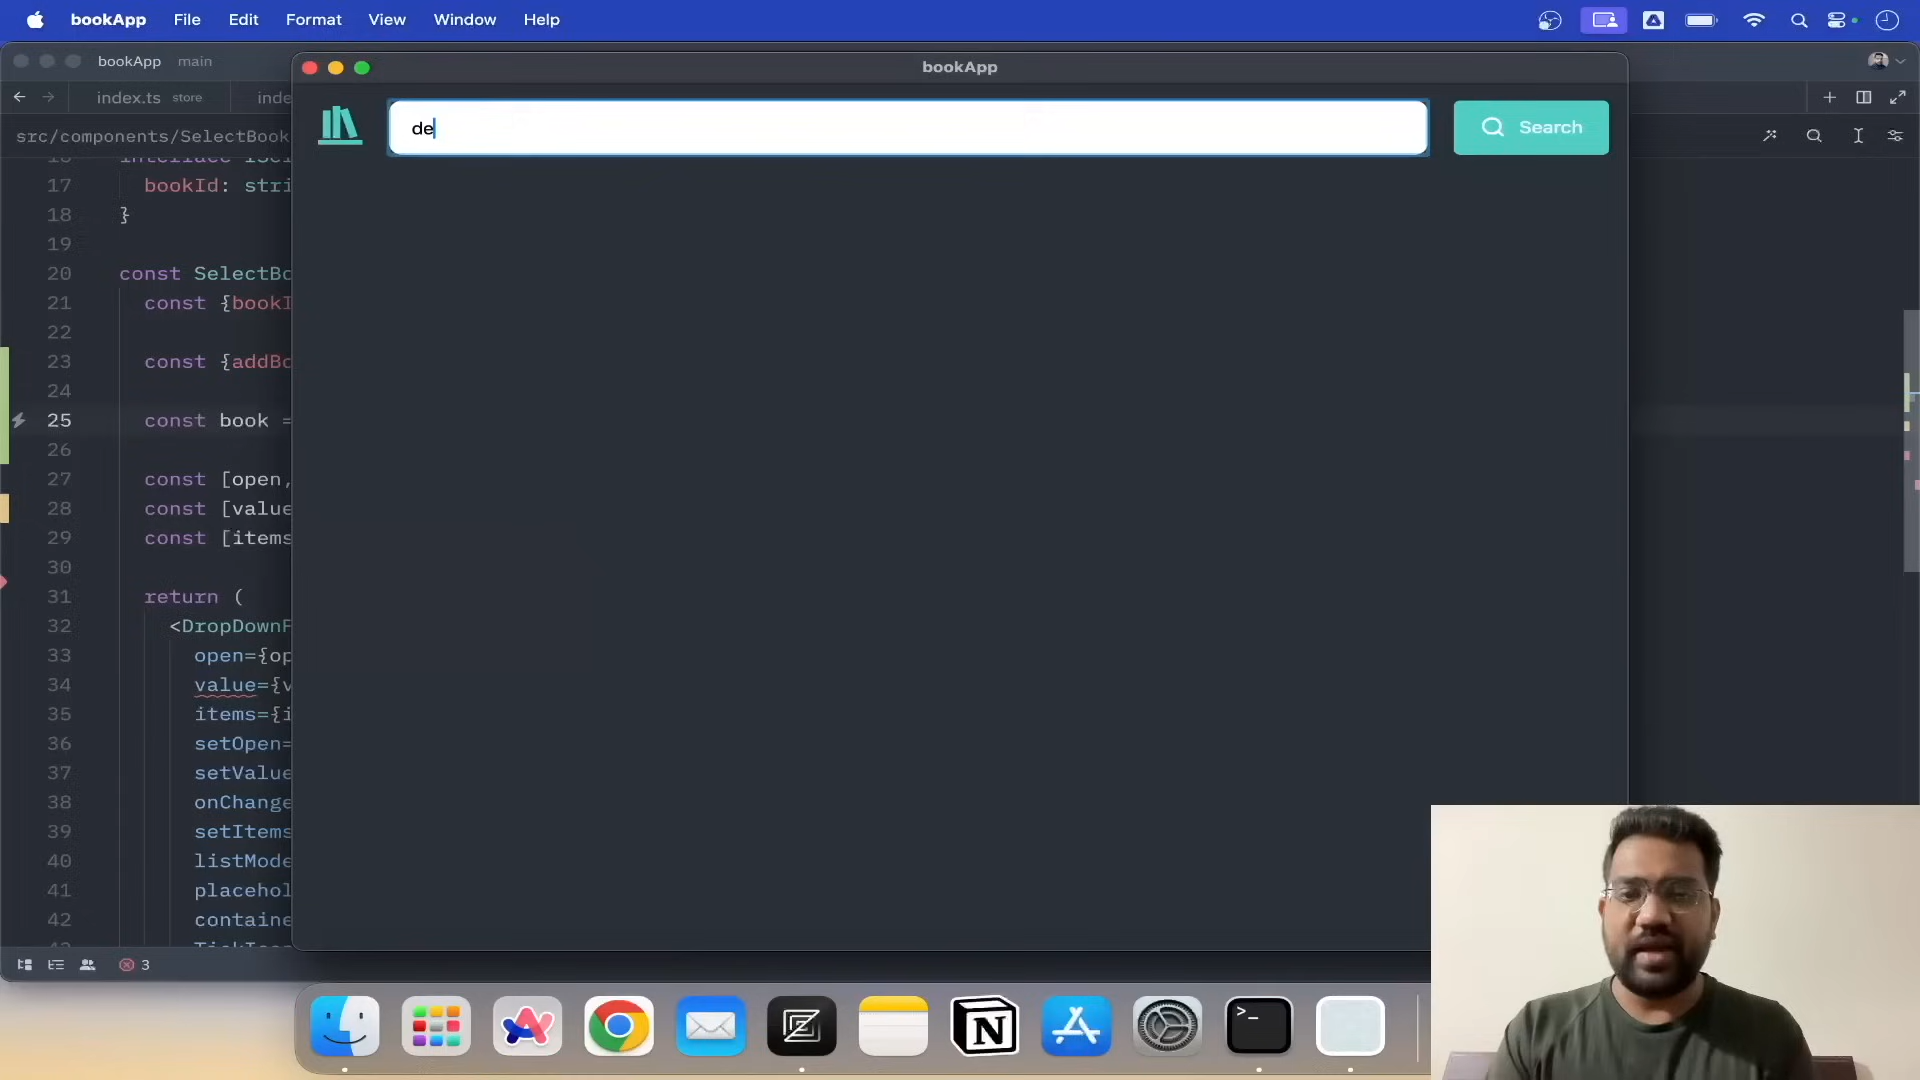 bookApp File Edit Format View Window Help
bookApp main
bookApp
index.ts store
inde
de
Search
src/components/SelectBook
17 bookId: stri
18 }
19
20 const SelectBo
21 const {bookI
22
23 const {addBo
24
25 const book =
26
27 const [open,
28 const [value
29 const [items
30
31 return (
32 <DropDownP
33 open={op
34 value={v
35 items={i
36 setOpen=
37 setValue
38 onChange
39 setItems
40 listMode
41 placehol
42 containe
3